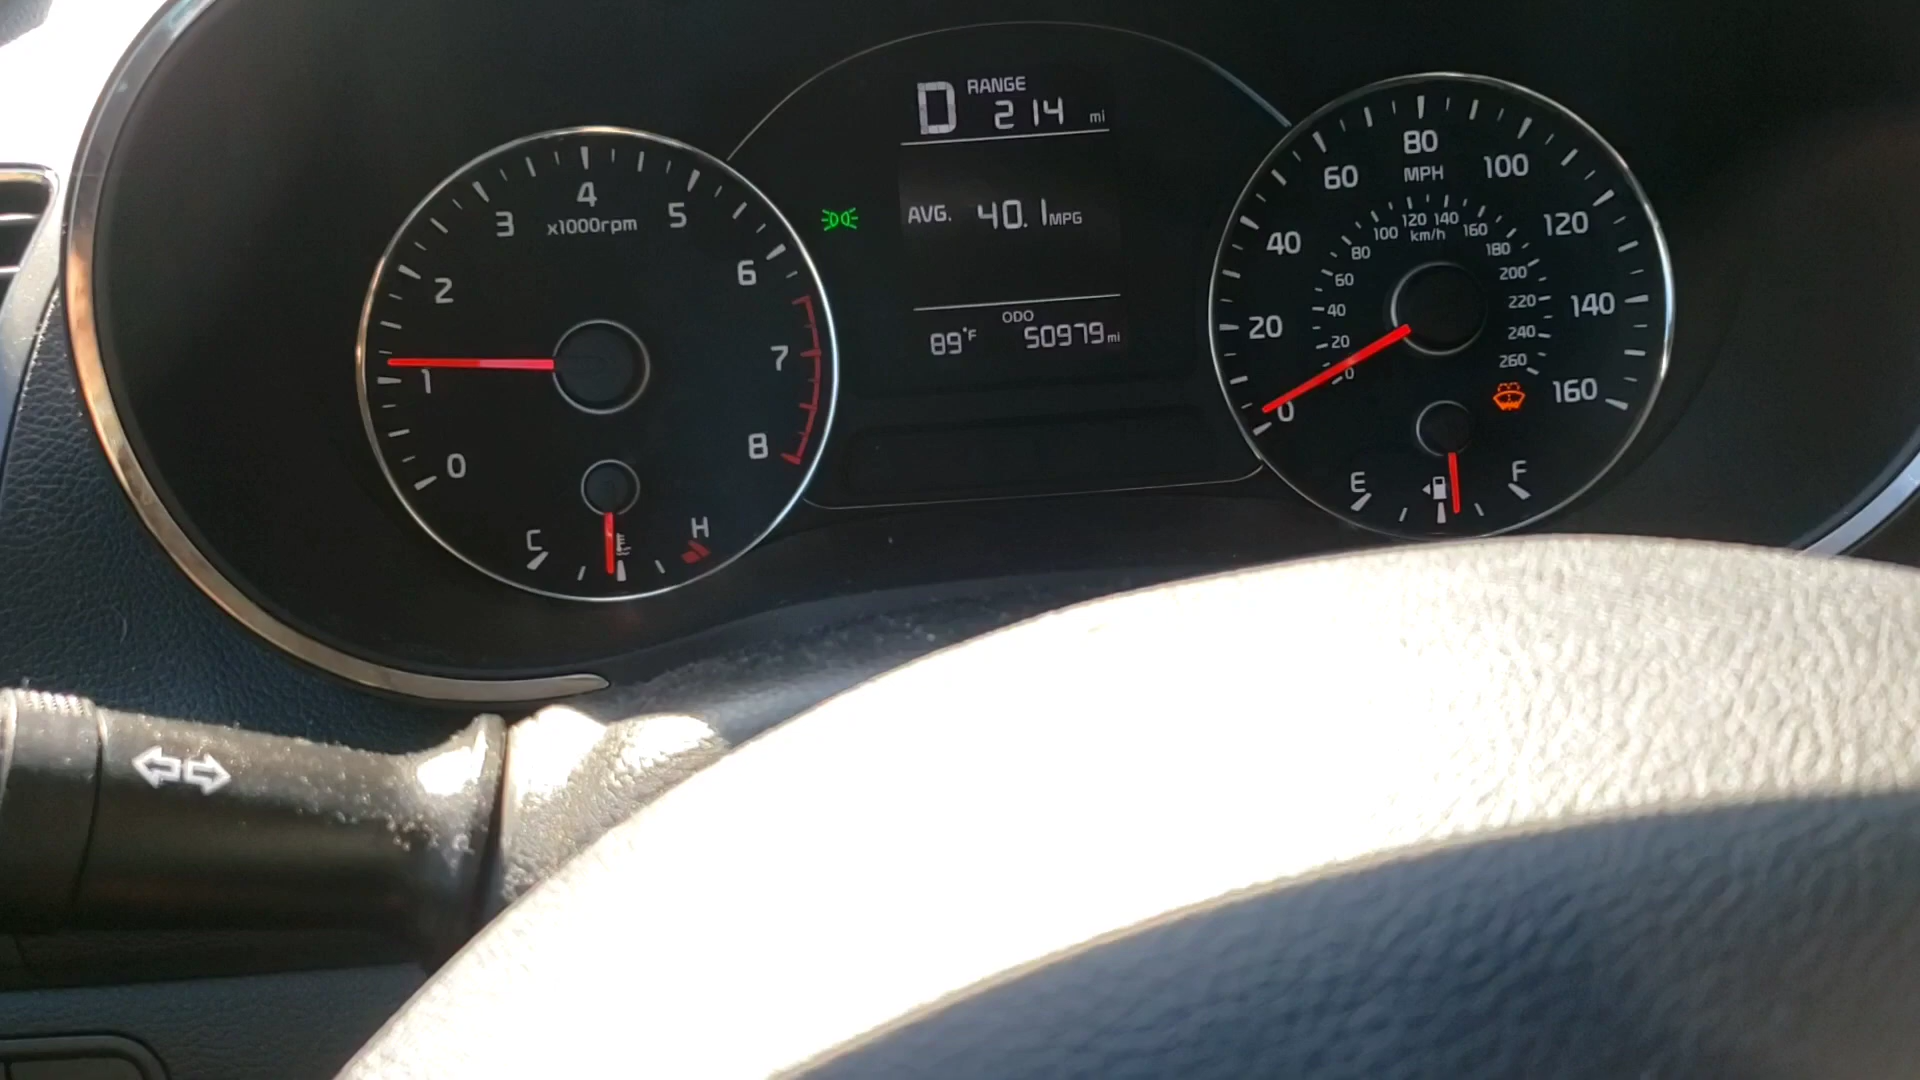 D RANGE
214 mi
AVG. 40.1 MPG
ODO
89°F 50979 mi
0 1 2 3 4 5 6 7 8
x1000rpm
C H
0 20 40 60 80 100 120 140 160
MPH
0 20 40 60 80 100 120 140 160 180 200 220 240 260
km/h
E F